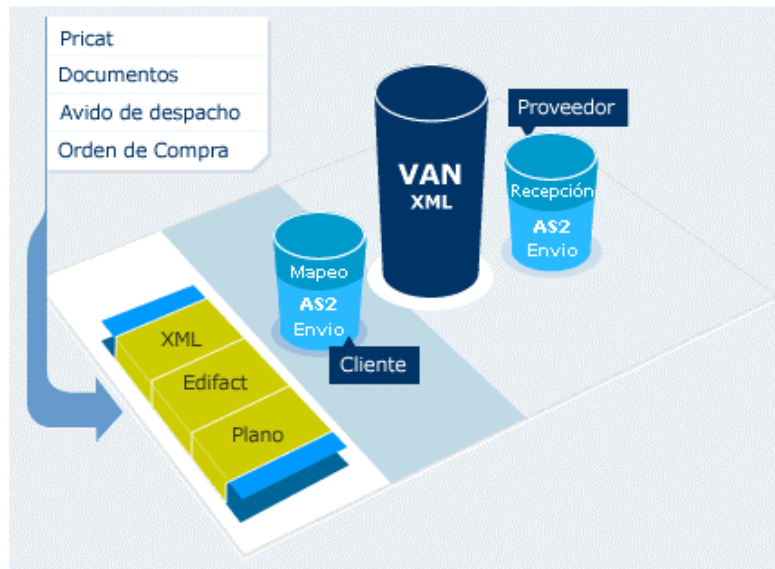 Pricat
Documentos
Avido de despacho
Orden de Compra
VAN
XML
Proveedor
Recepción
AS2
Envio
Mapeo
AS2
Envio
Cliente
XML
Edifact
Plano